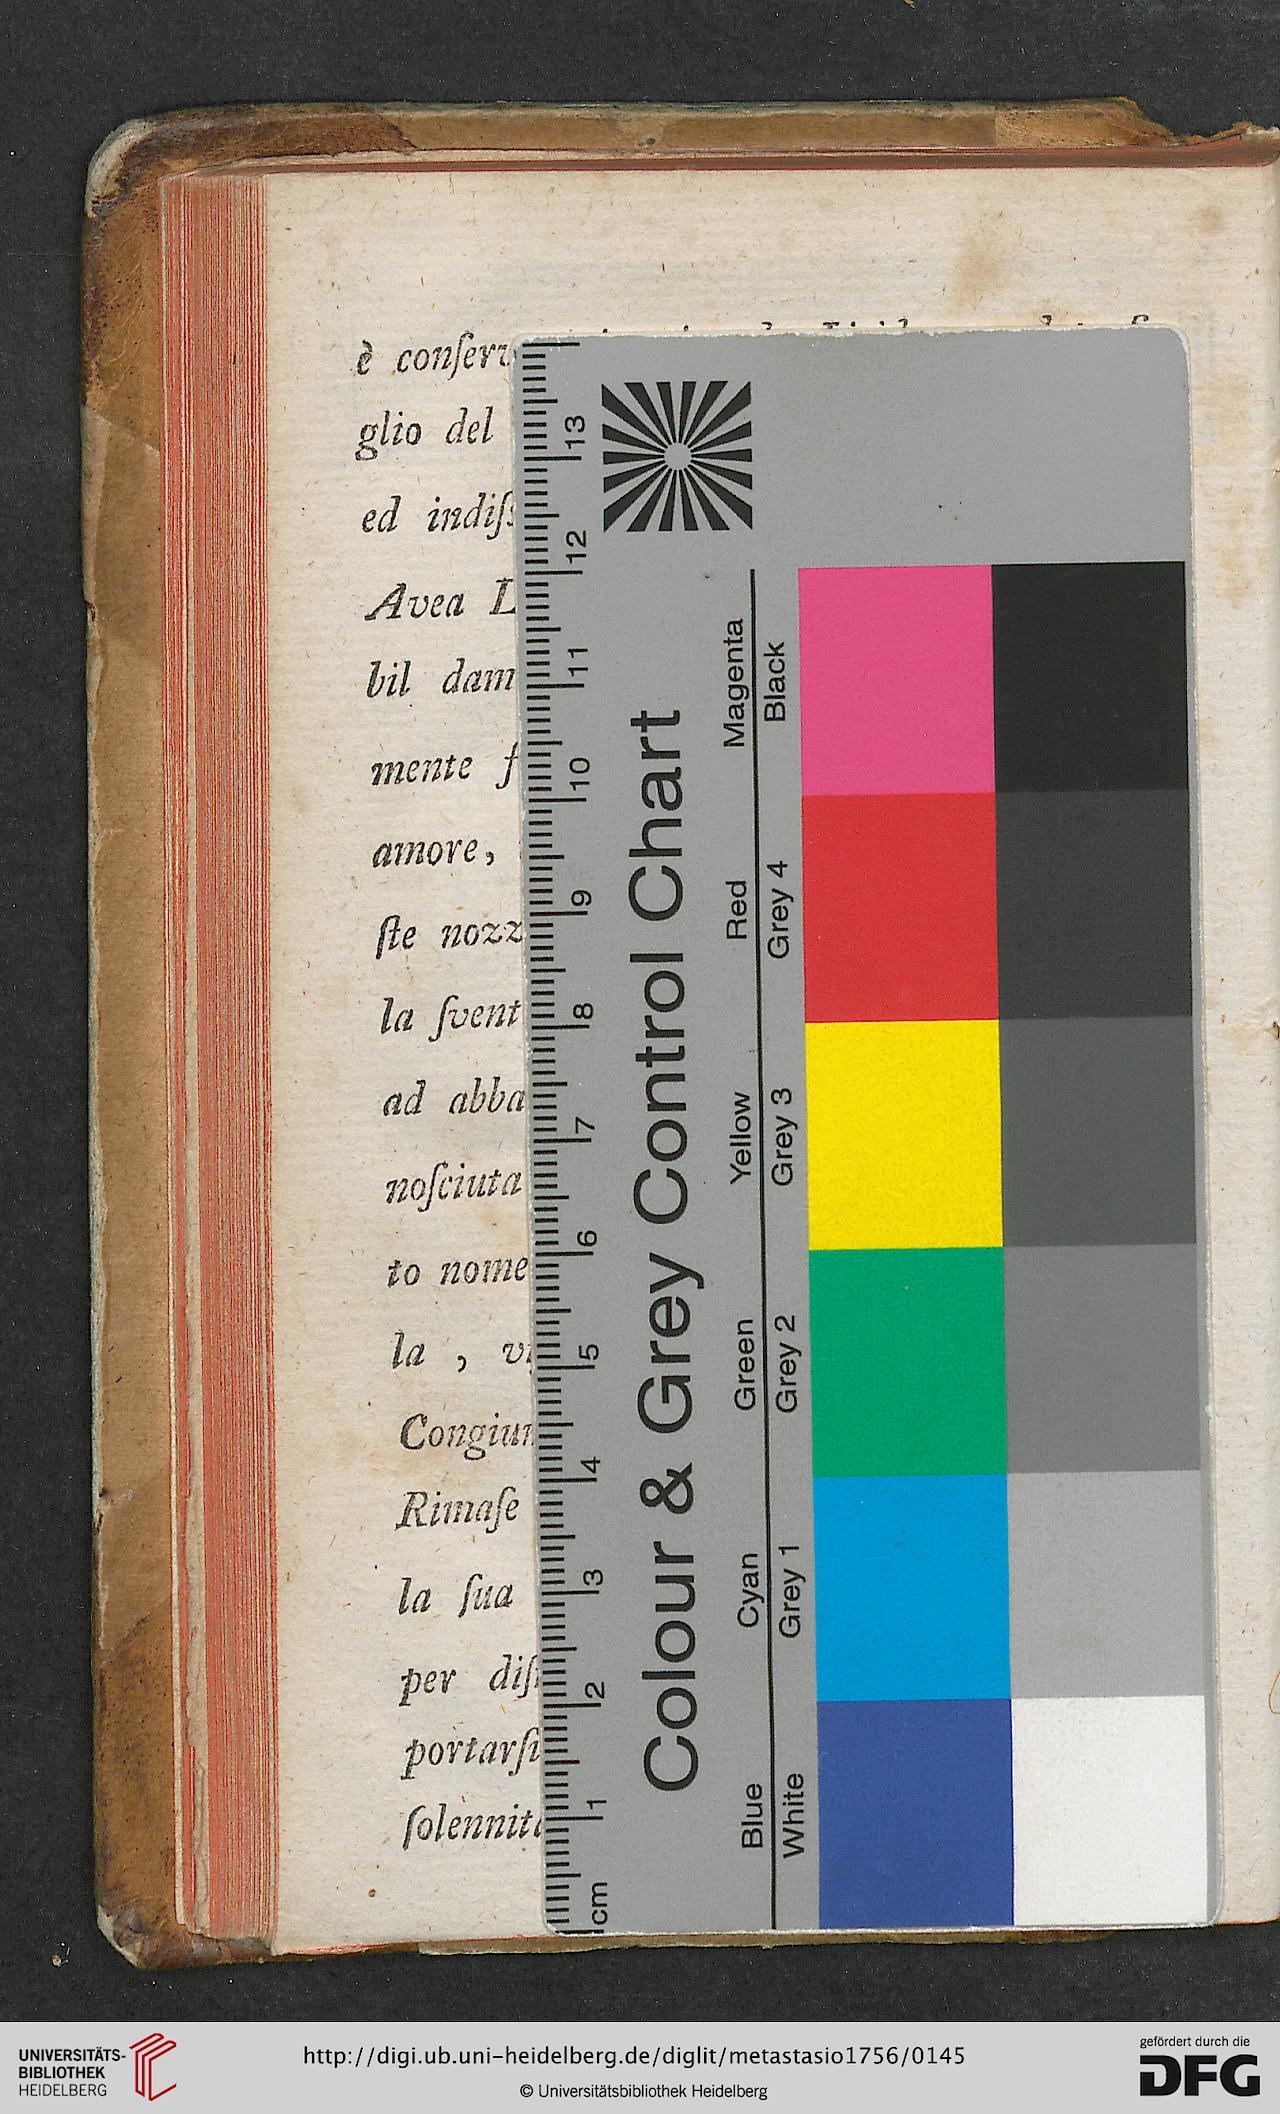 è conſerv
glio del
ed indiſs
Avea L
bil dam
mente f
amore,
ſte nozz
la ſvent
ad abba
noſciuta
to nome
la , vi
Congiun
Rimaſe
la ſua
per diſ
portarſi
ſolennit
13
12
11
10
9
8
7
6
5
4
3
2
1
cm
Colour & Grey Control Chart
Magenta
Black
Red
Grey 4
Yellow
Grey 3
Green
Grey 2
Cyan
Grey 1
Blue
White
UNIVERSITÄTS-
BIBLIOTHEK
HEIDELBERG
http://digi.ub.uni-heidelberg.de/diglit/metastasio1756/0145
© Universitätsbibliothek Heidelberg
gefördert durch die
DFG